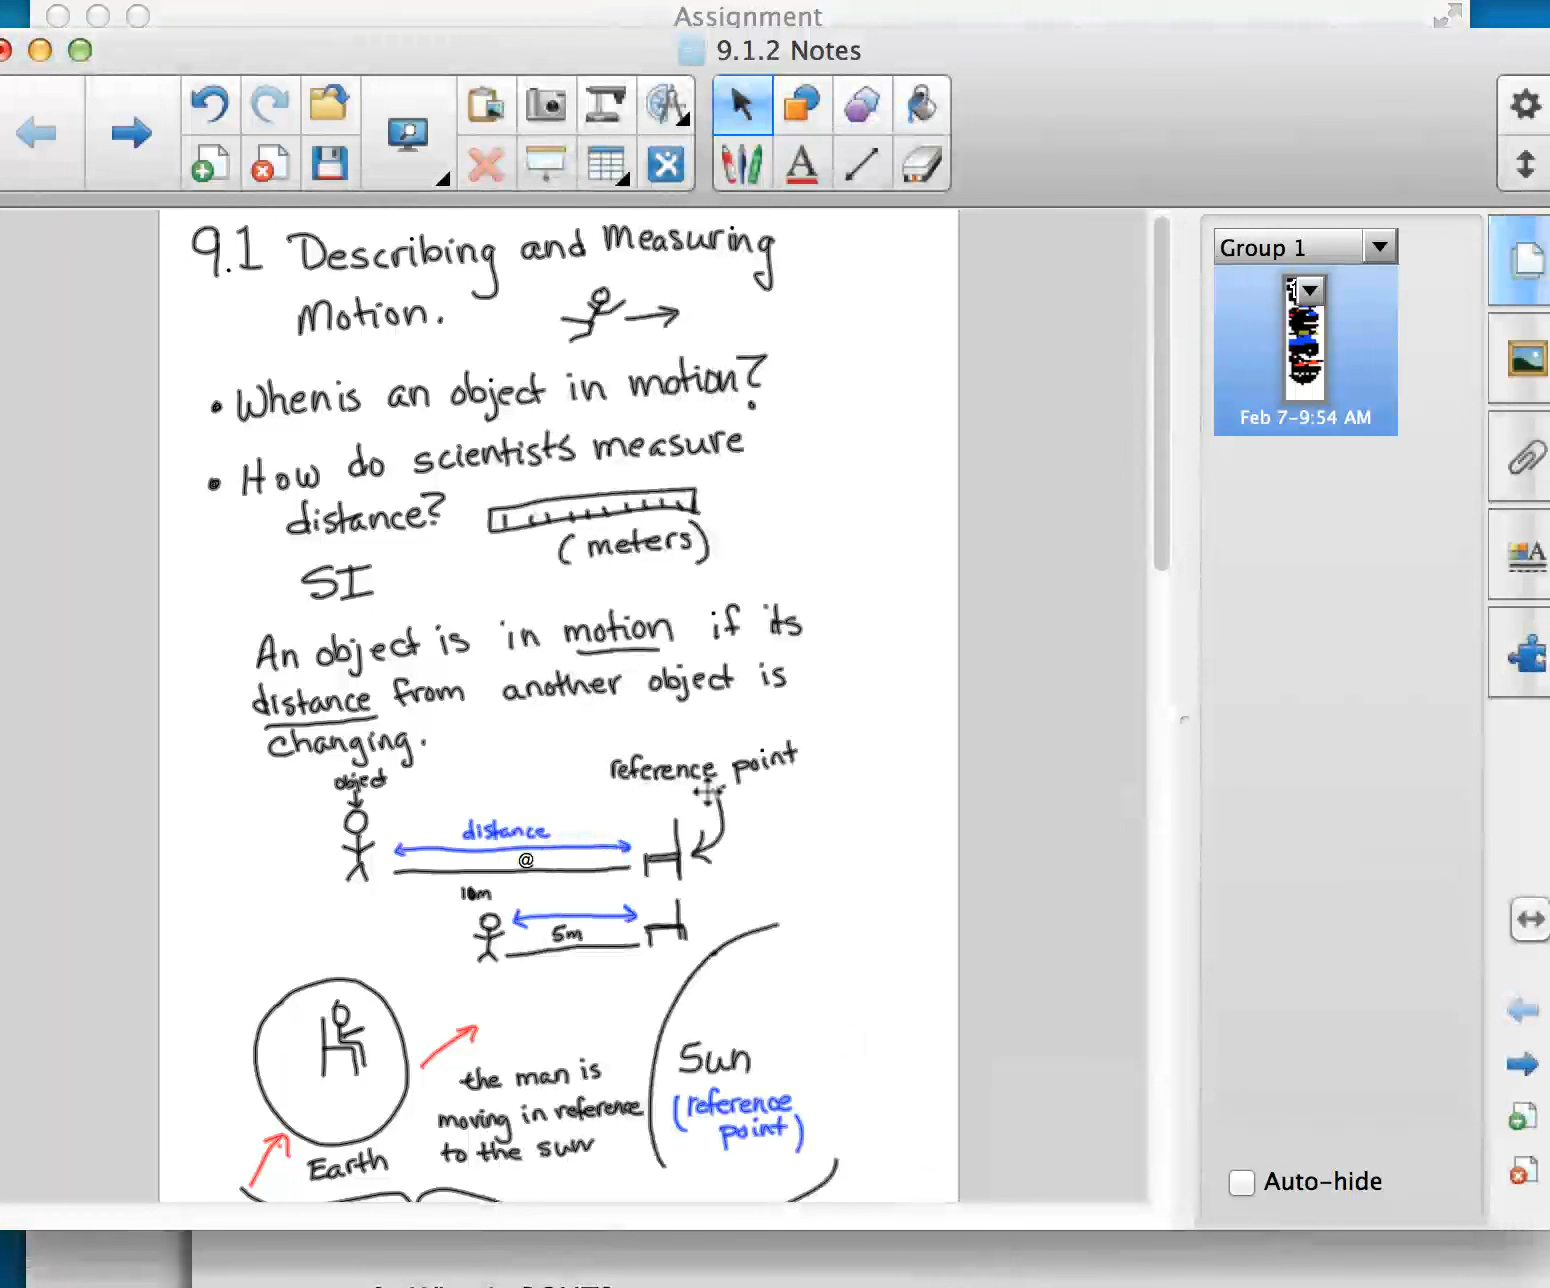 Assignment
9.1.2 Notes
Group 1
Feb 7-9:54 AM
9.1 Describing and Measuring
Motion.
• When is an object in motion?
• How do scientists measure
distance?
(meters)
SI
An object is in motion if its
distance from another object is
changing.
object
reference point
distance
@
10m
5m
the man is
moving in reference
to the sun
Sun
(reference
point)
Earth
Auto-hide